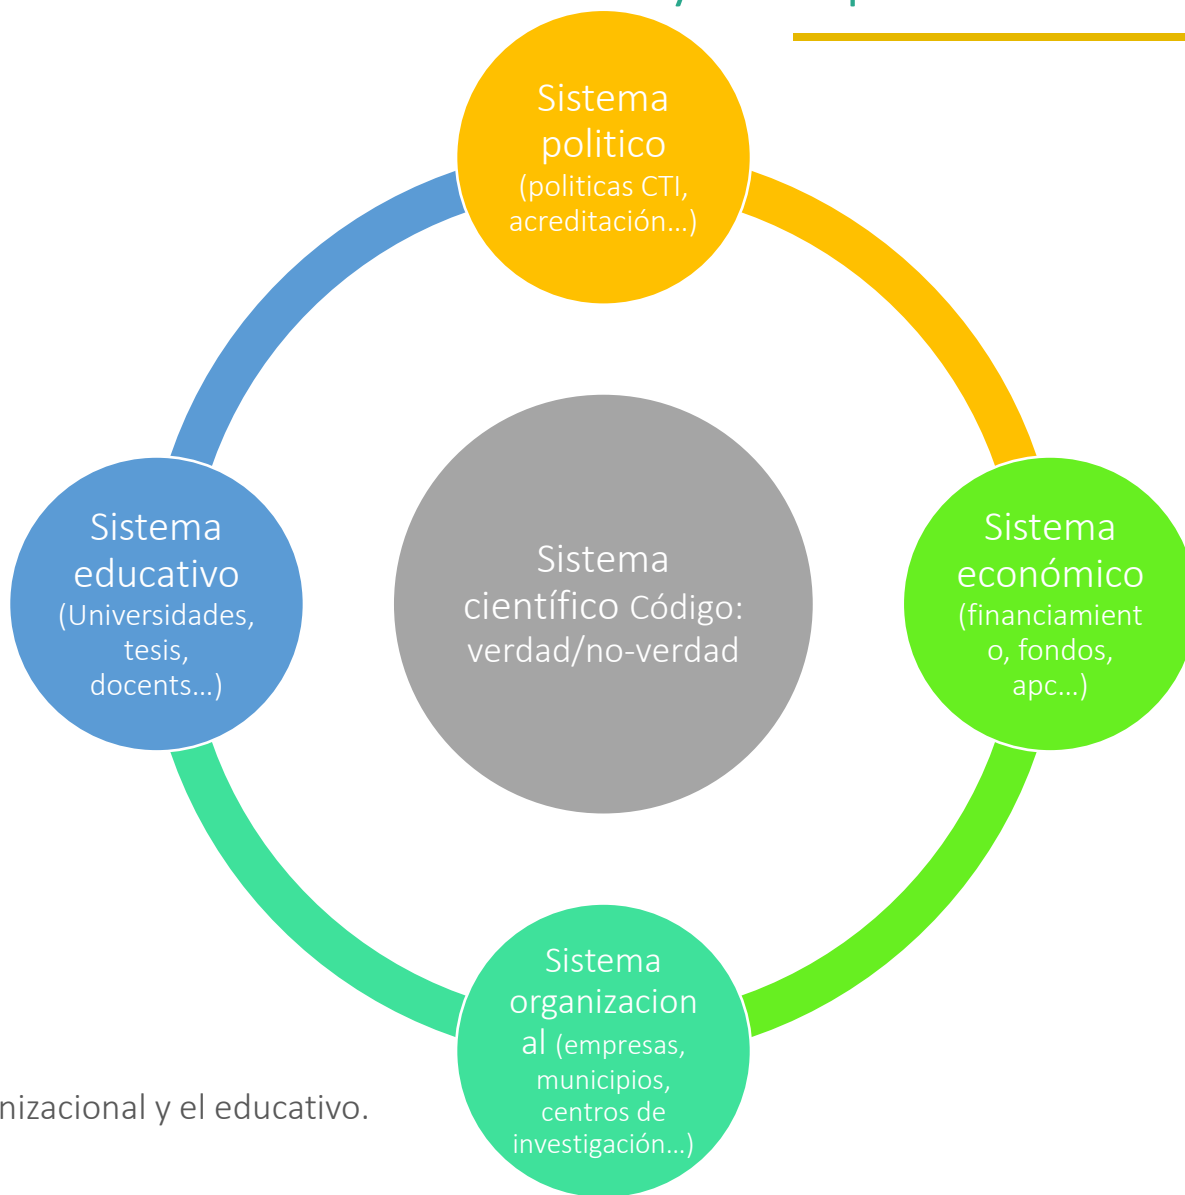 Sistema
politico
(politicas CTI,
acreditación...)
Sistema
educativo
(Universidades,
tesis,
docents...)
Sistema
científico Código:
verdad/no-verdad
Sistema
económico
(financiamient
o, fondos,
apc...)
Sistema
organizacion
al (empresas,
municipios,
centros de
investigación...)
nizacional y el educativo.